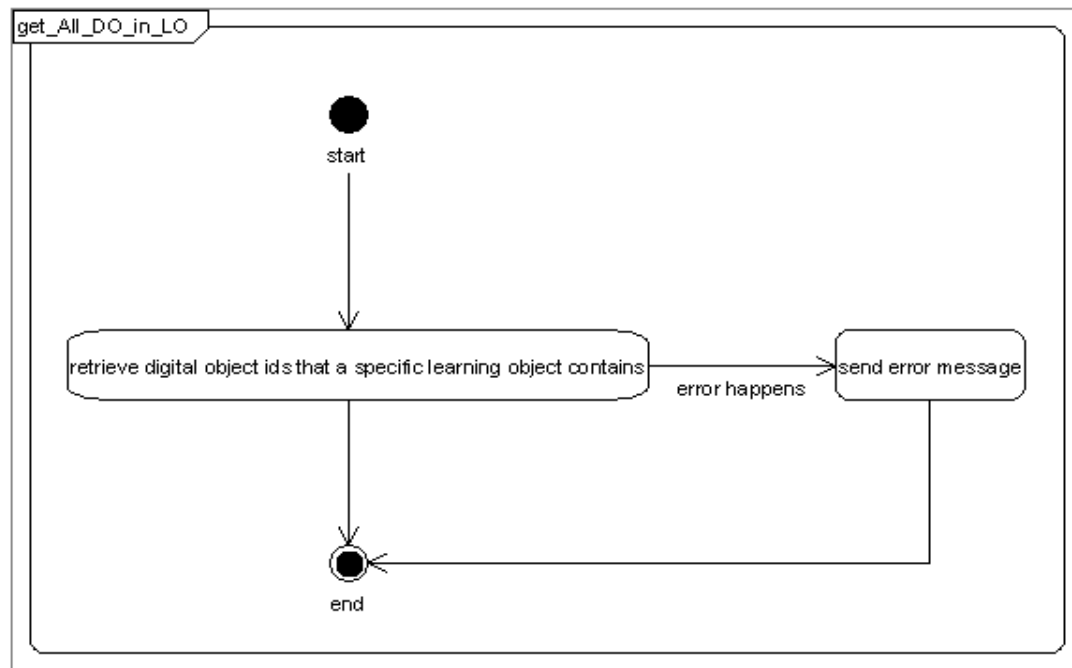 get_All_DO_in_LO
start
retrieve digital object ids that a specific learning object contains
error happens
send error message
end